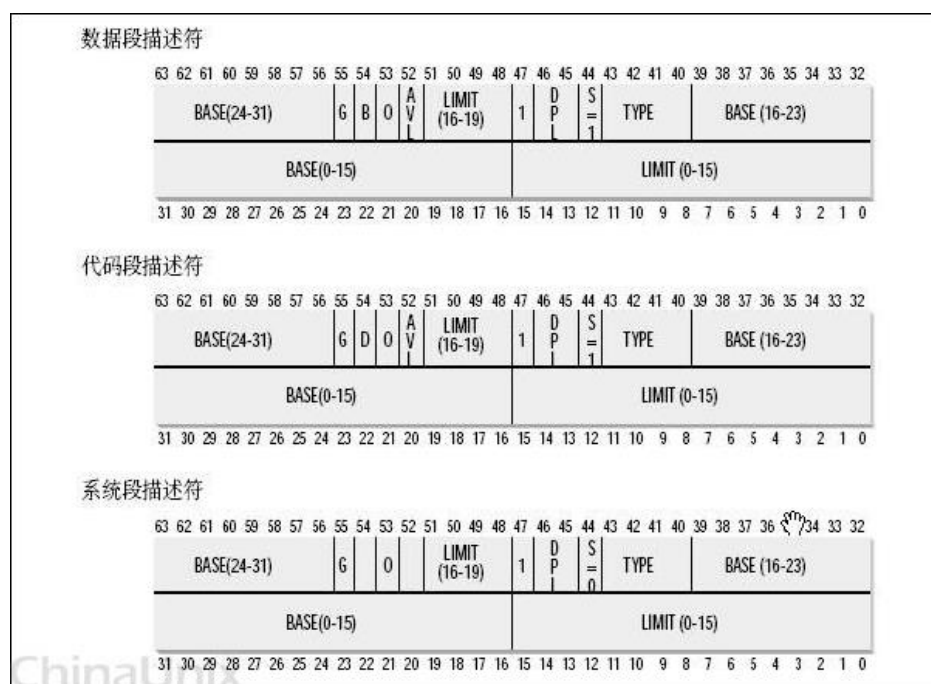 数据段描述符
63 62 61 60 59 58 57 56 55 54 53 52 51 50 49 48 47 46 45 44 43 42 41 40 39 38 37 36 35 34 33 32
BASE(24-31) G B 0 AVL LIMIT (16-19) 1 DPL S=1 TYPE BASE (16-23)
BASE(0-15) LIMIT (0-15)
31 30 29 28 27 26 25 24 23 22 21 20 19 18 17 16 15 14 13 12 11 10 9 8 7 6 5 4 3 2 1 0
代码段描述符
63 62 61 60 59 58 57 56 55 54 53 52 51 50 49 48 47 46 45 44 43 42 41 40 39 38 37 36 35 34 33 32
BASE(24-31) G D 0 AVL LIMIT (16-19) 1 DPL S=1 TYPE BASE (16-23)
BASE(0-15) LIMIT (0-15)
31 30 29 28 27 26 25 24 23 22 21 20 19 18 17 16 15 14 13 12 11 10 9 8 7 6 5 4 3 2 1 0
系统段描述符
63 62 61 60 59 58 57 56 55 54 53 52 51 50 49 48 47 46 45 44 43 42 41 40 39 38 37 36 34 33 32
BASE(24-31) G 0 LIMIT (16-19) 1 DPL S=0 TYPE BASE (16-23)
BASE(0-15) LIMIT (0-15)
31 30 29 28 27 26 25 24 23 22 21 20 19 18 17 16 15 14 13 12 11 10 9 8 7 6 5 4 3 2 1 0
ChinaUnix